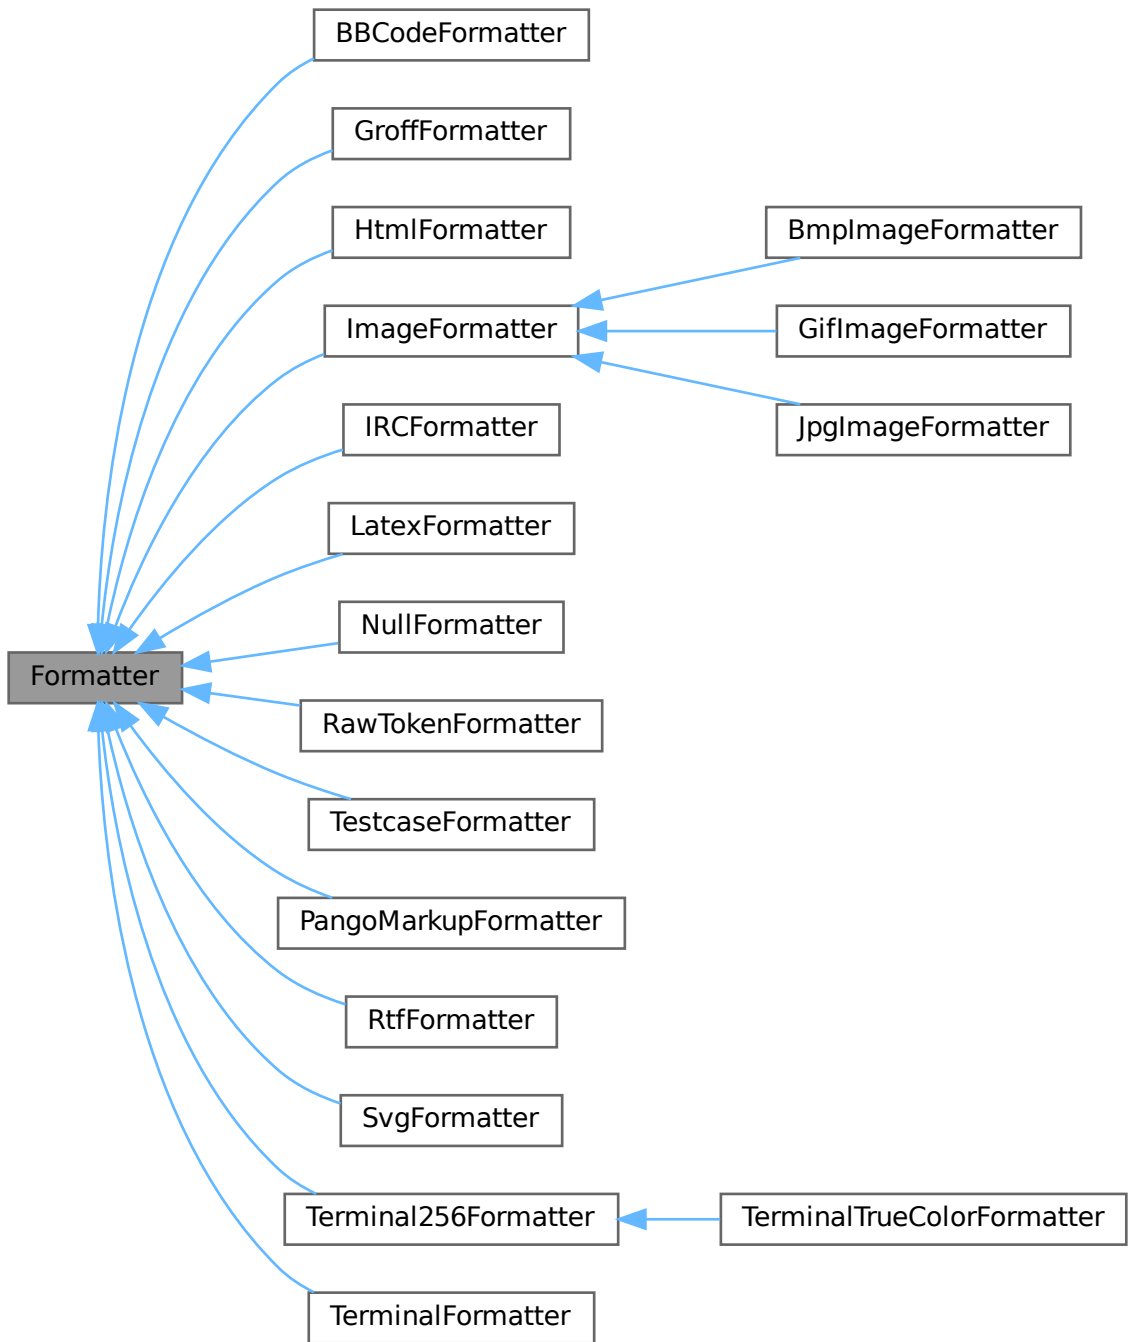 BBCodeFormatter
GroffFormatter
HtmlFormatter
BmpImageFormatter
ImageFormatter
GifImageFormatter
IRCFormatter
JpgImageFormatter
LatexFormatter
NullFormatter
Formatter
RawTokenFormatter
TestcaseFormatter
PangoMarkupFormatter
RtfFormatter
SvgFormatter
Terminal256Formatter
TerminalTrueColorFormatter
TerminalFormatter